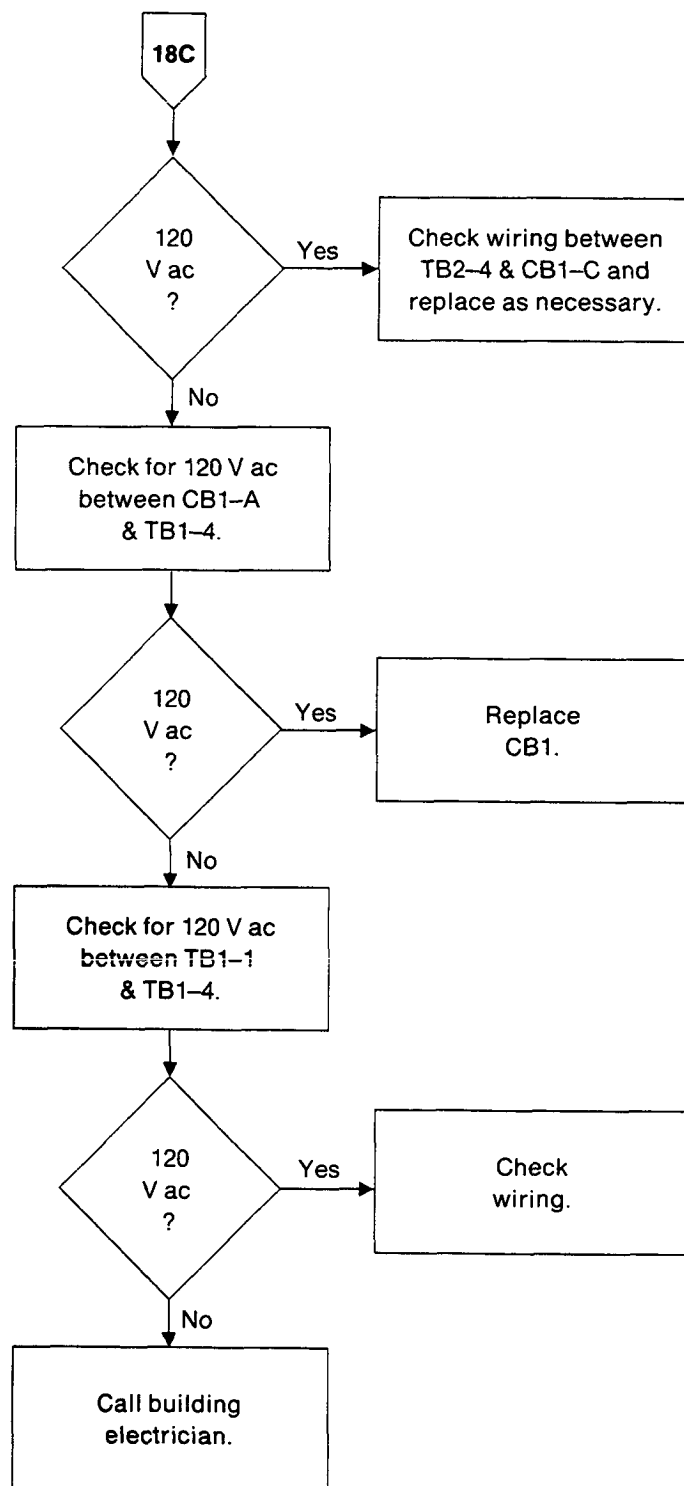 18C
120
V ac
?
Yes
Check wiring between
TB2–4 & CB1–C and
replace as necessary.
No
Check for 120 V ac
between CB1–A
& TB1–4.
120
V ac
?
Yes
Replace
CB1.
No
Check for 120 V ac
between TB1–1
& TB1–4.
120
V ac
?
Yes
Check
wiring.
No
Call building
electrician.